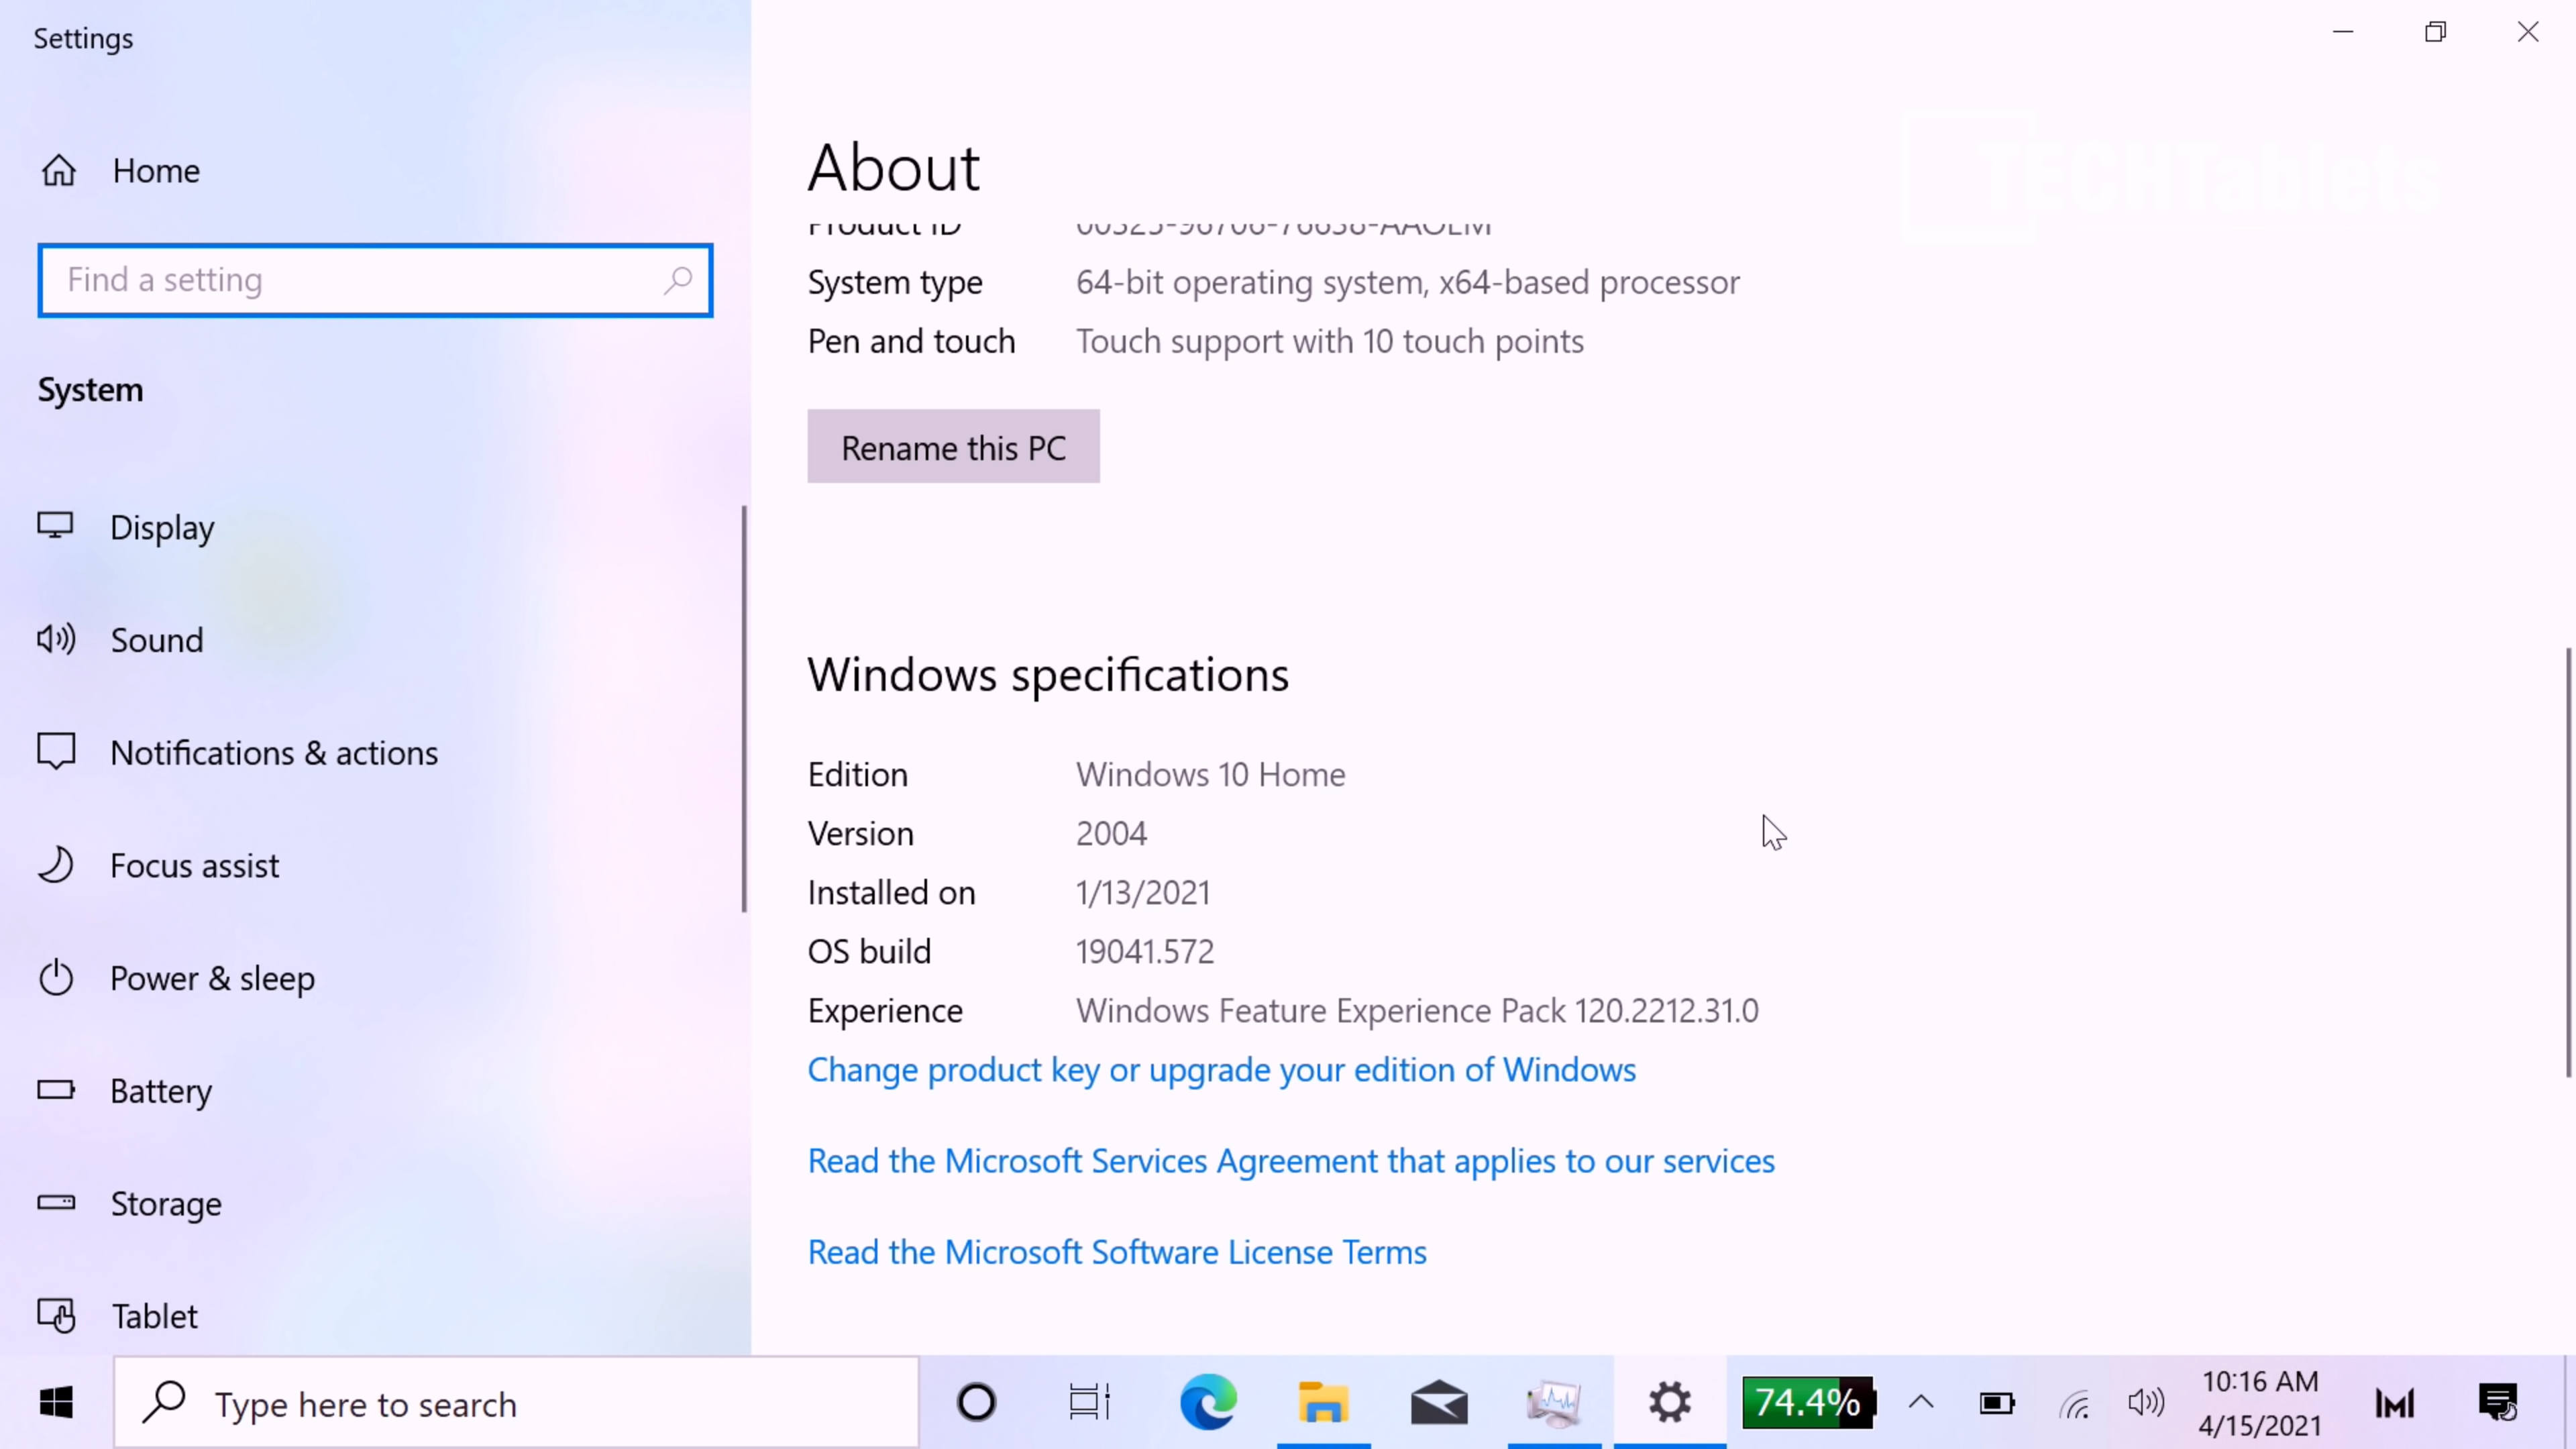 Settings
Home
Find a setting
System
Display
Sound
Notifications & actions
Focus assist
Power & sleep
Battery
Storage
Tablet
TECHTablets
About
Product ID
System type 64-bit operating system, x64-based processor
Pen and touch Touch support with 10 touch points
Rename this PC
Windows specifications
Edition Windows 10 Home
Version 2004
Installed on 1/13/2021
OS build 19041.572
Experience Windows Feature Experience Pack 120.2212.31.0
Change product key or upgrade your edition of Windows
Read the Microsoft Services Agreement that applies to our services
Read the Microsoft Software License Terms
Type here to search
74.4%
10:16 AM
4/15/2021